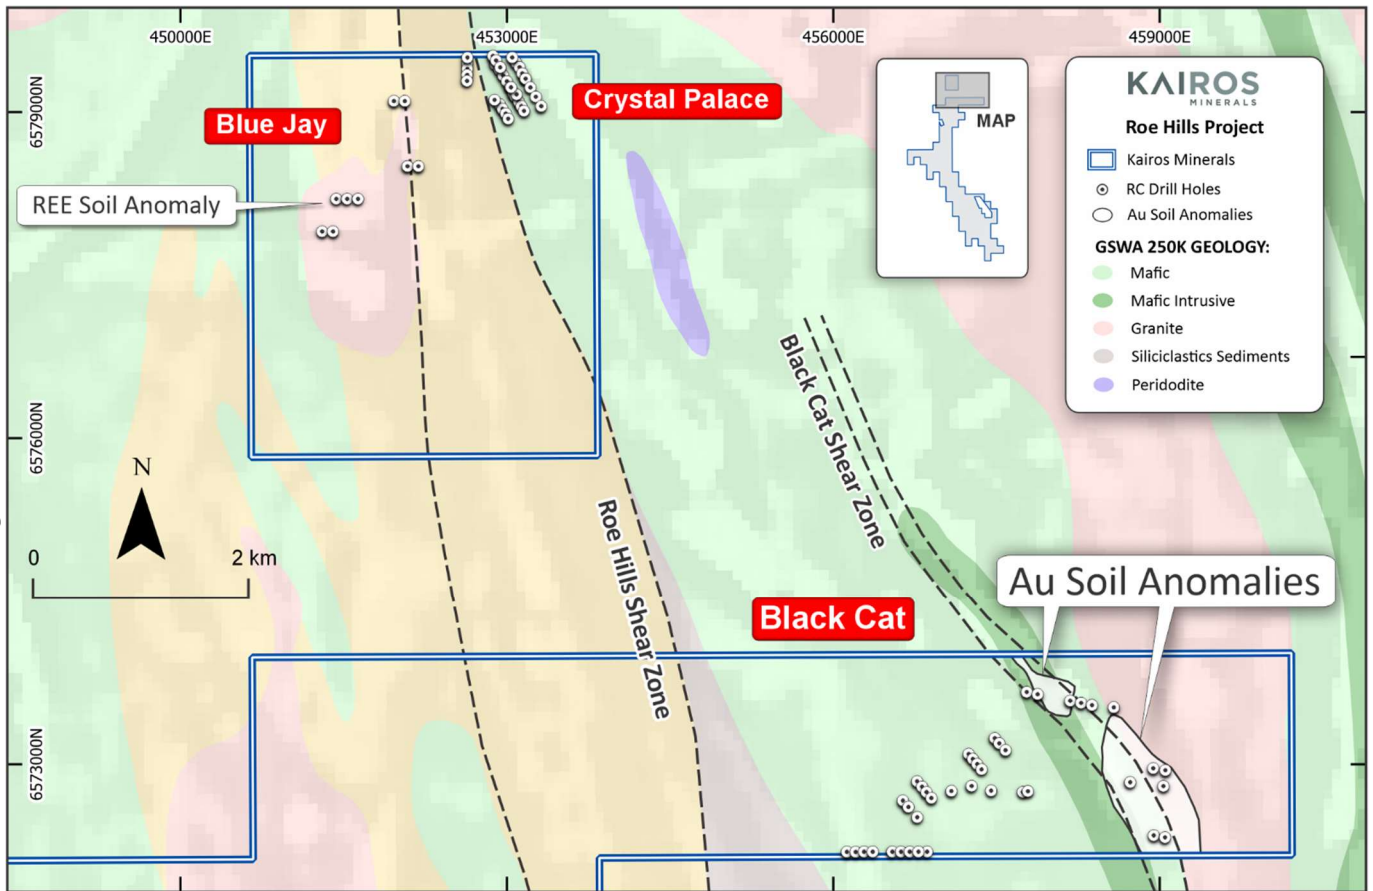 450000E
453000E
456000E
459000E
6579000N
6576000N
6573000N
Blue Jay
Crystal Palace
REE Soil Anomaly
MAP
KAIROS
MINERALS
Roe Hills Project
Kairos Minerals
RC Drill Holes
Au Soil Anomalies
GSWA 250K GEOLOGY:
Mafic
Mafic Intrusive
Granite
Siliciclastics Sediments
Peridodite
Black Cat Shear Zone
Roe Hills Shear Zone
N
0 2 km
Au Soil Anomalies
Black Cat